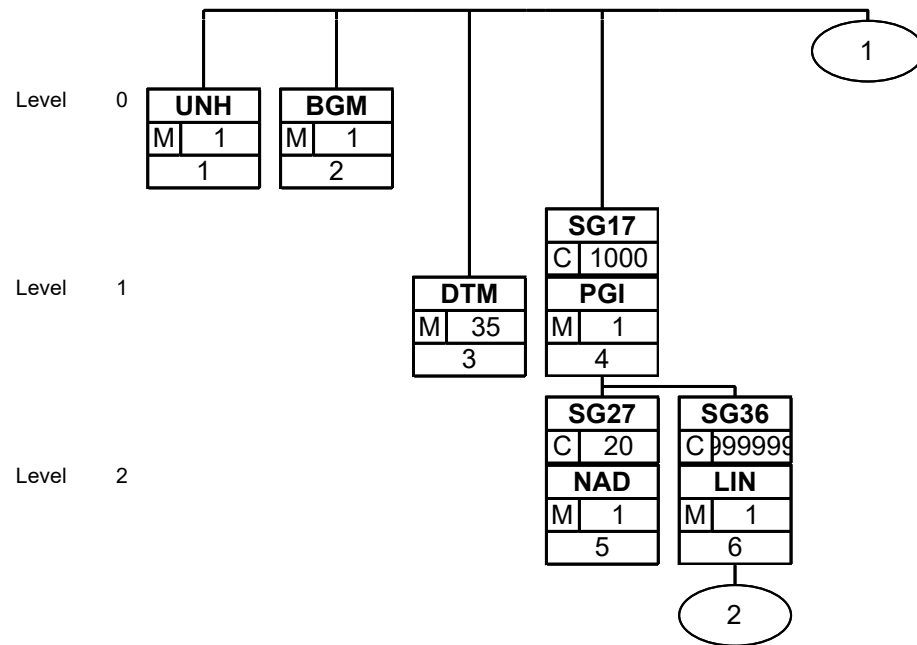 1
Level 0 UNH BGM
M 1 M 1
1 2
SG17
C 1000
Level 1 DTM PGI
M 35 M 1
3 4
SG27 SG36
C 20 C 999999
Level 2 NAD LIN
M 1 M 1
5 6
2